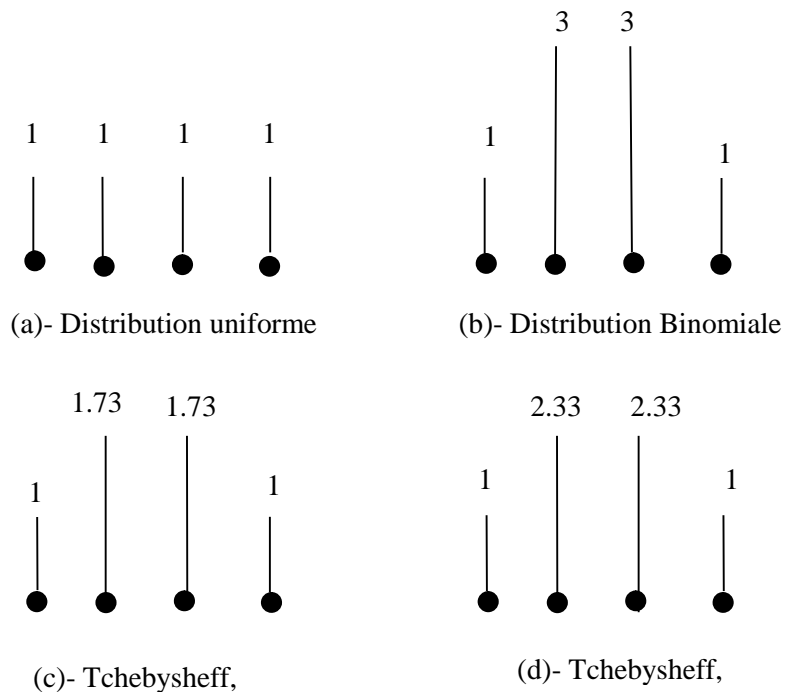 1 1 1 1
(a)- Distribution uniforme
1 3 3 1
(b)- Distribution Binomiale
1 1.73 1.73 1
(c)- Tchebysheff,
1 2.33 2.33 1
(d)- Tchebysheff,